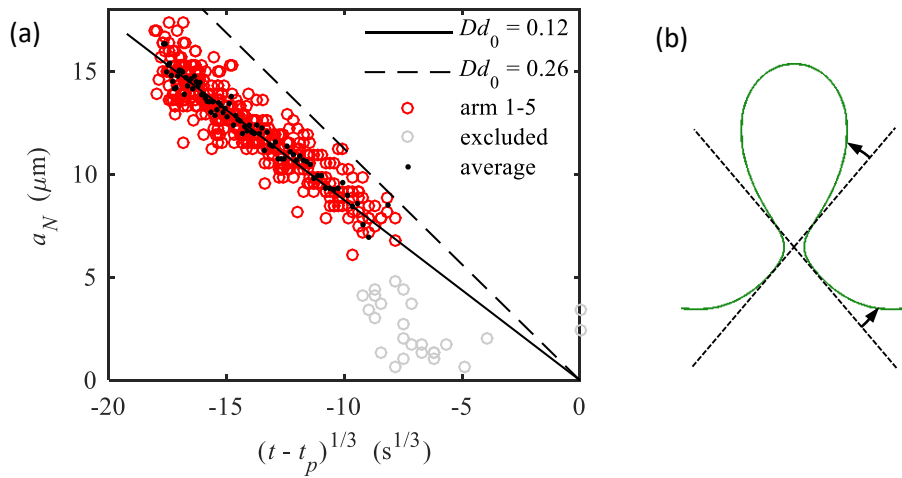 (a)
15
10
5
0
a_N (μm)
-20 -15 -10 -5 0
(t - t_p)^{1/3} (s^{1/3})
Dd_0 = 0.12
Dd_0 = 0.26
arm 1-5
excluded
average
(b)